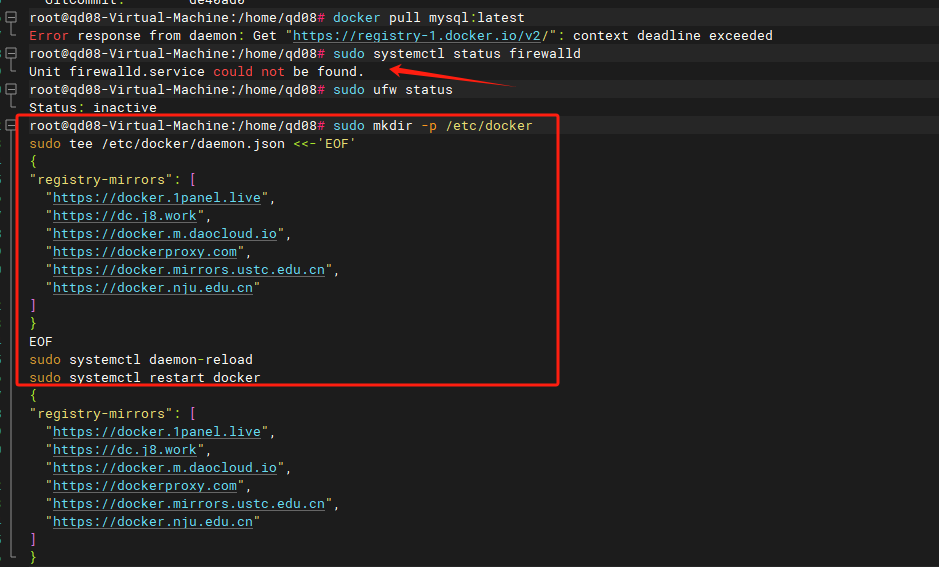 root@qd08-Virtual-Machine:/home/qd08# docker pull mysql:latest
Error response from daemon: Get "https://registry-1.docker.io/v2/": context deadline exceeded
root@qd08-Virtual-Machine:/home/qd08# sudo systemctl status firewalld
Unit firewalld.service could not be found.
root@qd08-Virtual-Machine:/home/qd08# sudo ufw status
Status: inactive
root@qd08-Virtual-Machine:/home/qd08# sudo mkdir -p /etc/docker
sudo tee /etc/docker/daemon.json <<-'EOF'
{
"registry-mirrors": [
  "https://docker.1panel.live",
  "https://dc.j8.work",
  "https://docker.m.daocloud.io",
  "https://dockerproxy.com",
  "https://docker.mirrors.ustc.edu.cn",
  "https://docker.nju.edu.cn"
]
}
EOF
sudo systemctl daemon-reload
sudo systemctl restart docker
{
"registry-mirrors": [
  "https://docker.1panel.live",
  "https://dc.j8.work",
  "https://docker.m.daocloud.io",
  "https://dockerproxy.com",
  "https://docker.mirrors.ustc.edu.cn",
  "https://docker.nju.edu.cn"
]
}